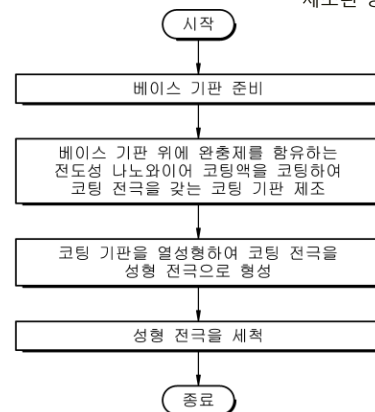 시작
베이스 기판 준비
베이스 기판 위에 완충제를 함유하는
전도성 나노와이어 코팅액을 코팅하여
코팅 전극을 갖는 코팅 기판 제조
코팅 기판을 열성형하여 코팅 전극을
성형 전극으로 형성
성형 전극을 세척
종료